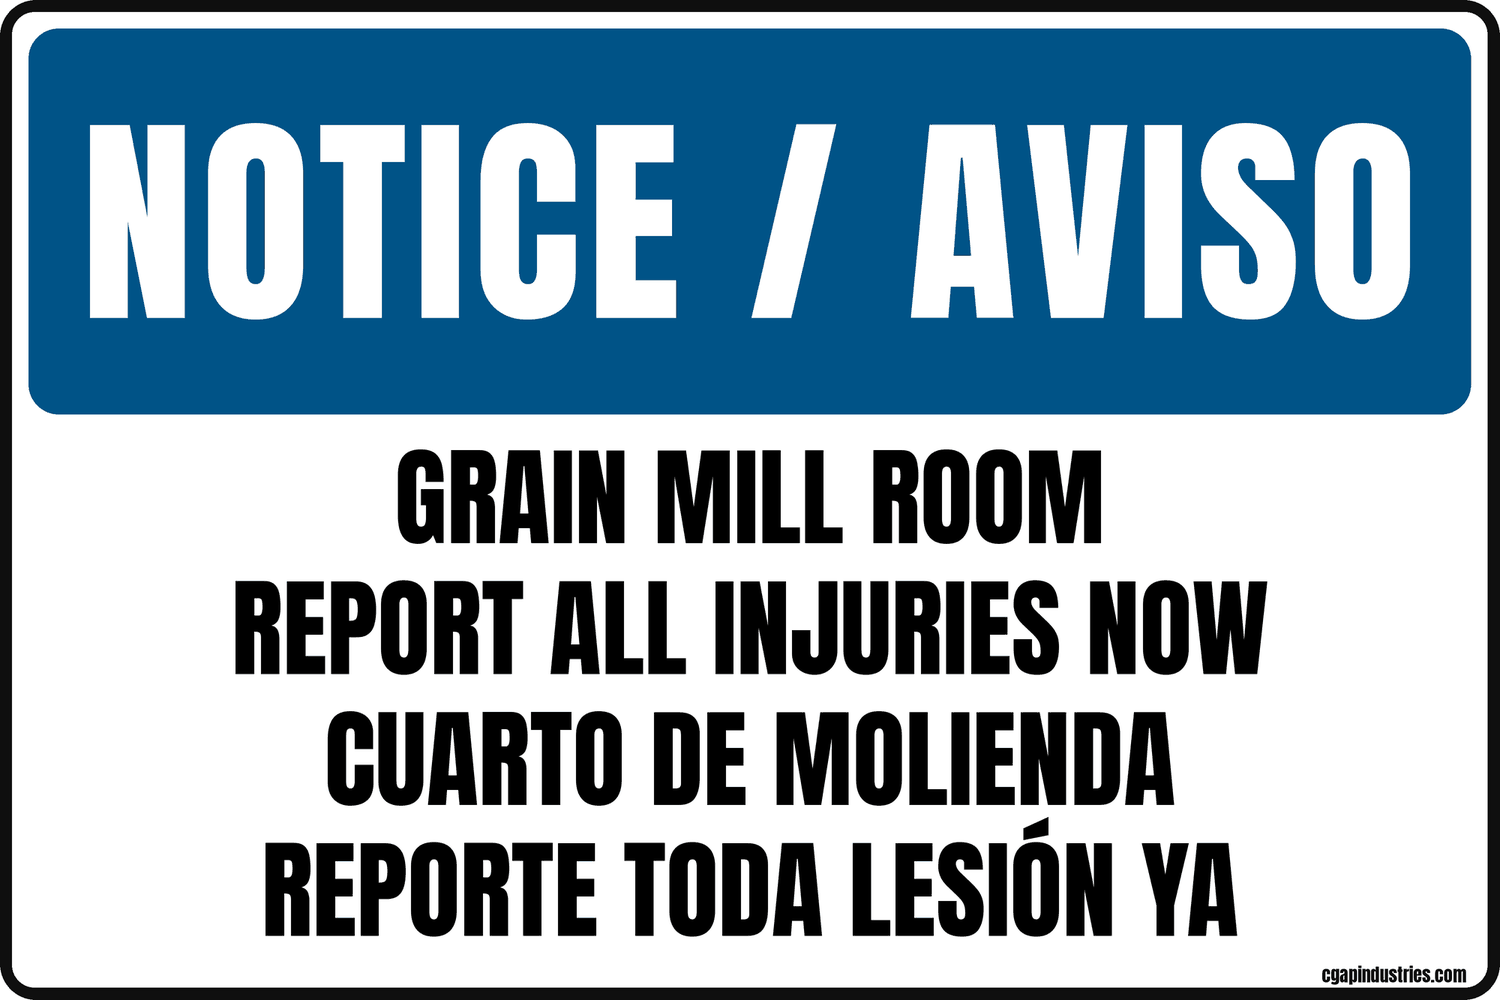 NOTICE / AVISO
GRAIN MILL ROOM
REPORT ALL INJURIES NOW
CUARTO DE MOLIENDA
REPORTE TODA LESIÓN YA
cgapindustries.com